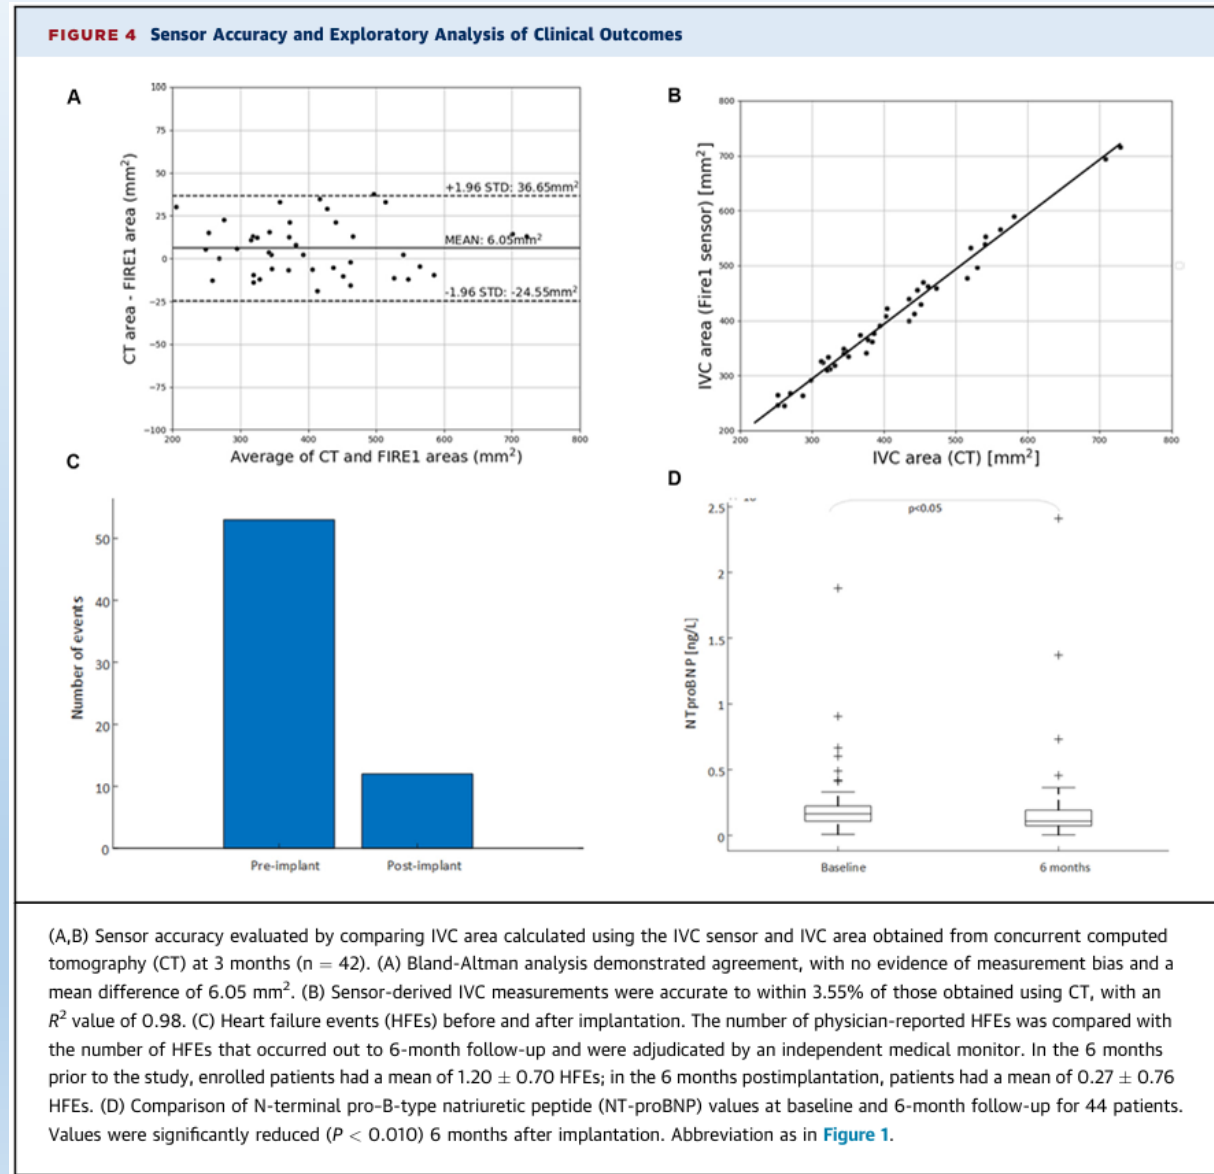 FIGURE 4 Sensor Accuracy and Exploratory Analysis of Clinical Outcomes
A
CT area - FIRE1 area (mm²)
100
75
50
25
0
−25
−50
−75
−100
+1.96 STD: 36.65mm²
MEAN: 6.05mm²
-1.96 STD: -24.55mm²
200 300 400 500 600 700 800
Average of CT and FIRE1 areas (mm²)
B
IVC area (Fire1 sensor) [mm²]
800
700
600
500
400
300
200
200 300 400 500 600 700 800
IVC area (CT) [mm²]
C
Number of events
50
40
30
20
10
0
Pre-implant Post-implant
D
NTproBNP [ng/L]
2.5
2
1.5
1
0.5
0
p<0.05
Baseline 6 months
(A,B) Sensor accuracy evaluated by comparing IVC area calculated using the IVC sensor and IVC area obtained from concurrent computed
tomography (CT) at 3 months (n = 42). (A) Bland-Altman analysis demonstrated agreement, with no evidence of measurement bias and a
mean difference of 6.05 mm². (B) Sensor-derived IVC measurements were accurate to within 3.55% of those obtained using CT, with an
R² value of 0.98. (C) Heart failure events (HFEs) before and after implantation. The number of physician-reported HFEs was compared with
the number of HFEs that occurred out to 6-month follow-up and were adjudicated by an independent medical monitor. In the 6 months
prior to the study, enrolled patients had a mean of 1.20 ± 0.70 HFEs; in the 6 months postimplantation, patients had a mean of 0.27 ± 0.76
HFEs. (D) Comparison of N-terminal pro–B-type natriuretic peptide (NT-proBNP) values at baseline and 6-month follow-up for 44 patients.
Values were significantly reduced (P < 0.010) 6 months after implantation. Abbreviation as in Figure 1.